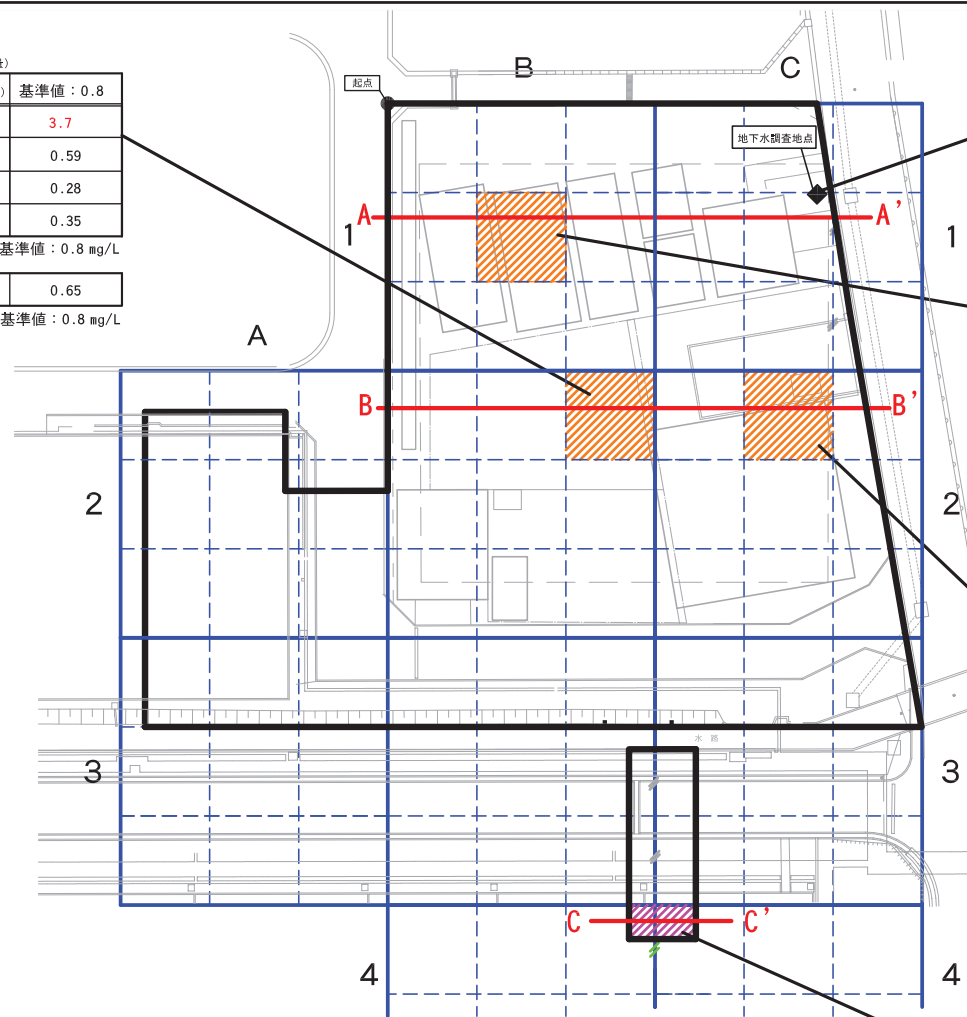 量)
) 基準値：0.8
3.7
0.59
0.28
0.35
基準値：0.8 mg/L
0.65
基準値：0.8 mg/L
起点
B
C
地下水調査地点
1
A
A’
1
A
B
B’
2
2
水 路
3
3
C
C’
4
4